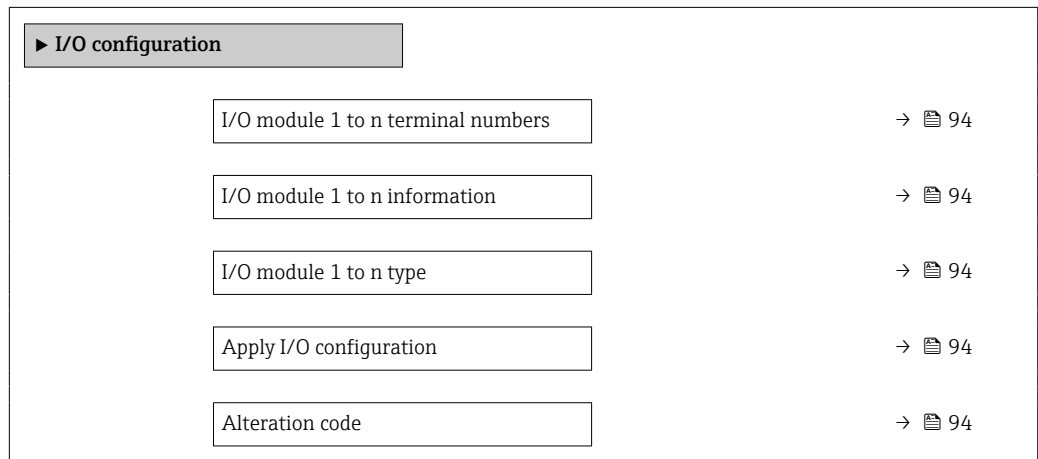 ▶ I/O configuration
I/O module 1 to n terminal numbers → 94
I/O module 1 to n information → 94
I/O module 1 to n type → 94
Apply I/O configuration → 94
Alteration code → 94